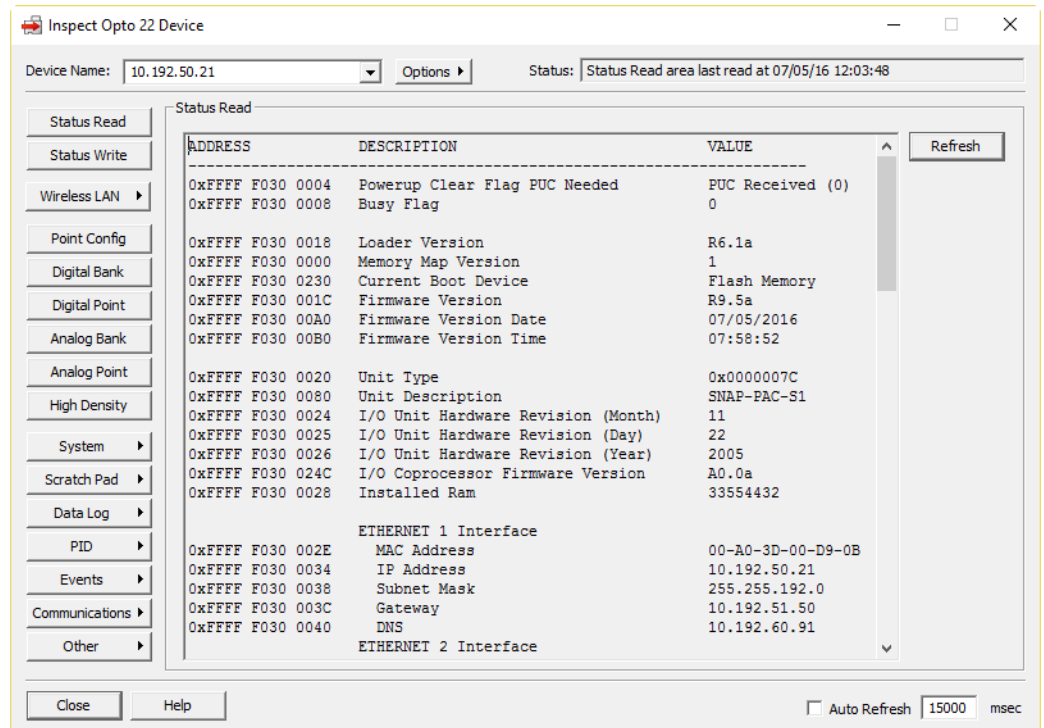 Inspect Opto 22 Device
Device Name: 10.192.50.21 Options Status: Status Read area last read at 07/05/16 12:03:48
Status Read
Status Write
Wireless LAN
Point Config
Digital Bank
Digital Point
Analog Bank
Analog Point
High Density
System
Scratch Pad
Data Log
PID
Events
Communications
Other
Status Read
ADDRESS DESCRIPTION VALUE
--------------------------------------------------------------------------
0xFFFF F030 0004 Powerup Clear Flag PUC Needed PUC Received (0)
0xFFFF F030 0008 Busy Flag 0
0xFFFF F030 0018 Loader Version R6.1a
0xFFFF F030 0000 Memory Map Version 1
0xFFFF F030 0230 Current Boot Device Flash Memory
0xFFFF F030 001C Firmware Version R9.5a
0xFFFF F030 00A0 Firmware Version Date 07/05/2016
0xFFFF F030 00B0 Firmware Version Time 07:58:52
0xFFFF F030 0020 Unit Type 0x0000007C
0xFFFF F030 0080 Unit Description SNAP-PAC-S1
0xFFFF F030 0024 I/O Unit Hardware Revision (Month) 11
0xFFFF F030 0025 I/O Unit Hardware Revision (Day) 22
0xFFFF F030 0026 I/O Unit Hardware Revision (Year) 2005
0xFFFF F030 024C I/O Coprocessor Firmware Version A0.0a
0xFFFF F030 0028 Installed Ram 33554432
ETHERNET 1 Interface
0xFFFF F030 002E MAC Address 00-A0-3D-00-D9-0B
0xFFFF F030 0034 IP Address 10.192.50.21
0xFFFF F030 0038 Subnet Mask 255.255.192.0
0xFFFF F030 003C Gateway 10.192.51.50
0xFFFF F030 0040 DNS 10.192.60.91
ETHERNET 2 Interface
Refresh
Close Help Auto Refresh 15000 msec